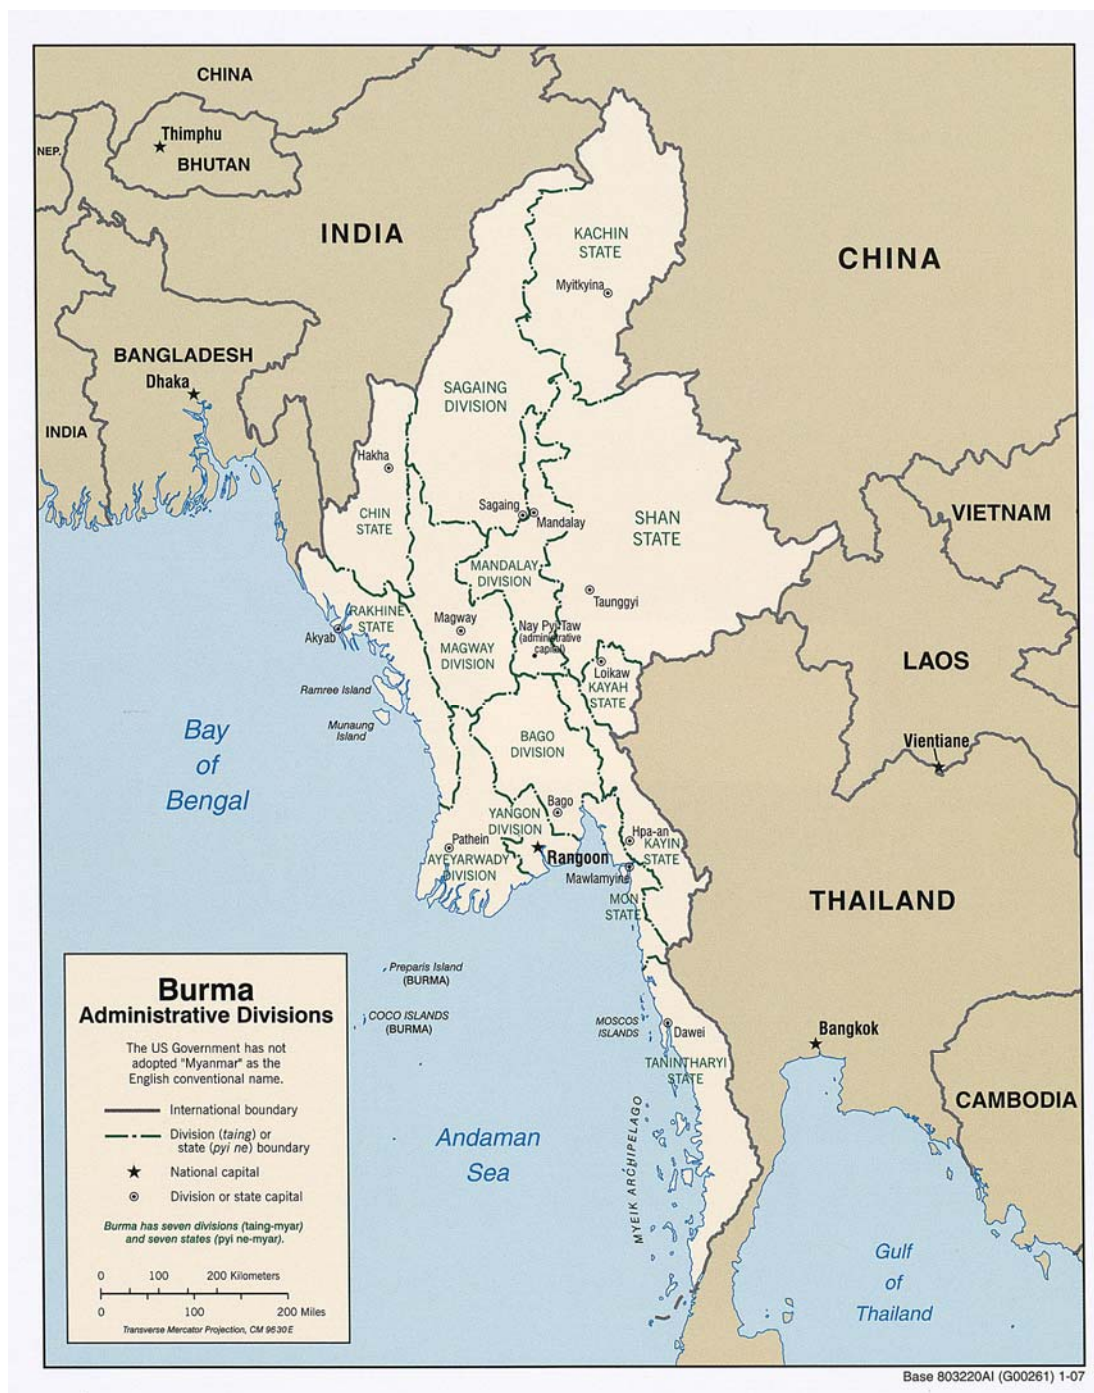 CHINA
Thimphu
NEP.
BHUTAN
INDIA
KACHIN
STATE
CHINA
Myitkyina
BANGLADESH
Dhaka
SAGAING
DIVISION
INDIA
Hakha
CHIN
STATE
Sagaing
Mandalay
SHAN
STATE
VIETNAM
MANDALAY
DIVISION
Taunggyi
RAKHINE
STATE
Akyab
Magway
MAGWAY
DIVISION
Nay Pyi Taw
(administrative
capital)
Loikaw
KAYAH
STATE
LAOS
Ramree Island
Munaung
Island
Bay
of
Bengal
BAGO
DIVISION
Vientiane
Bago
YANGON
DIVISION
Pathein
AYEYARWADY
DIVISION
Rangoon
Hpa-an
KAYIN
STATE
Mawlamyine
MON
STATE
THAILAND
Preparis Island
(BURMA)
COCO ISLANDS
(BURMA)
MOSCOS
ISLANDS
Dawei
TANINTHARYI
STATE
Bangkok
CAMBODIA
Andaman
Sea
MYEIK ARCHIPELAGO
Gulf
of
Thailand
Burma
Administrative Divisions
The US Government has not
adopted "Myanmar" as the
English conventional name.
International boundary
Division (taing) or
state (pyi ne) boundary
National capital
Division or state capital
Burma has seven divisions (taing-myar)
and seven states (pyi ne-myar).
0 100 200 Kilometers
0 100 200 Miles
Transverse Mercator Projection, CM 9630E
Base 803220AI (G00261) 1-07